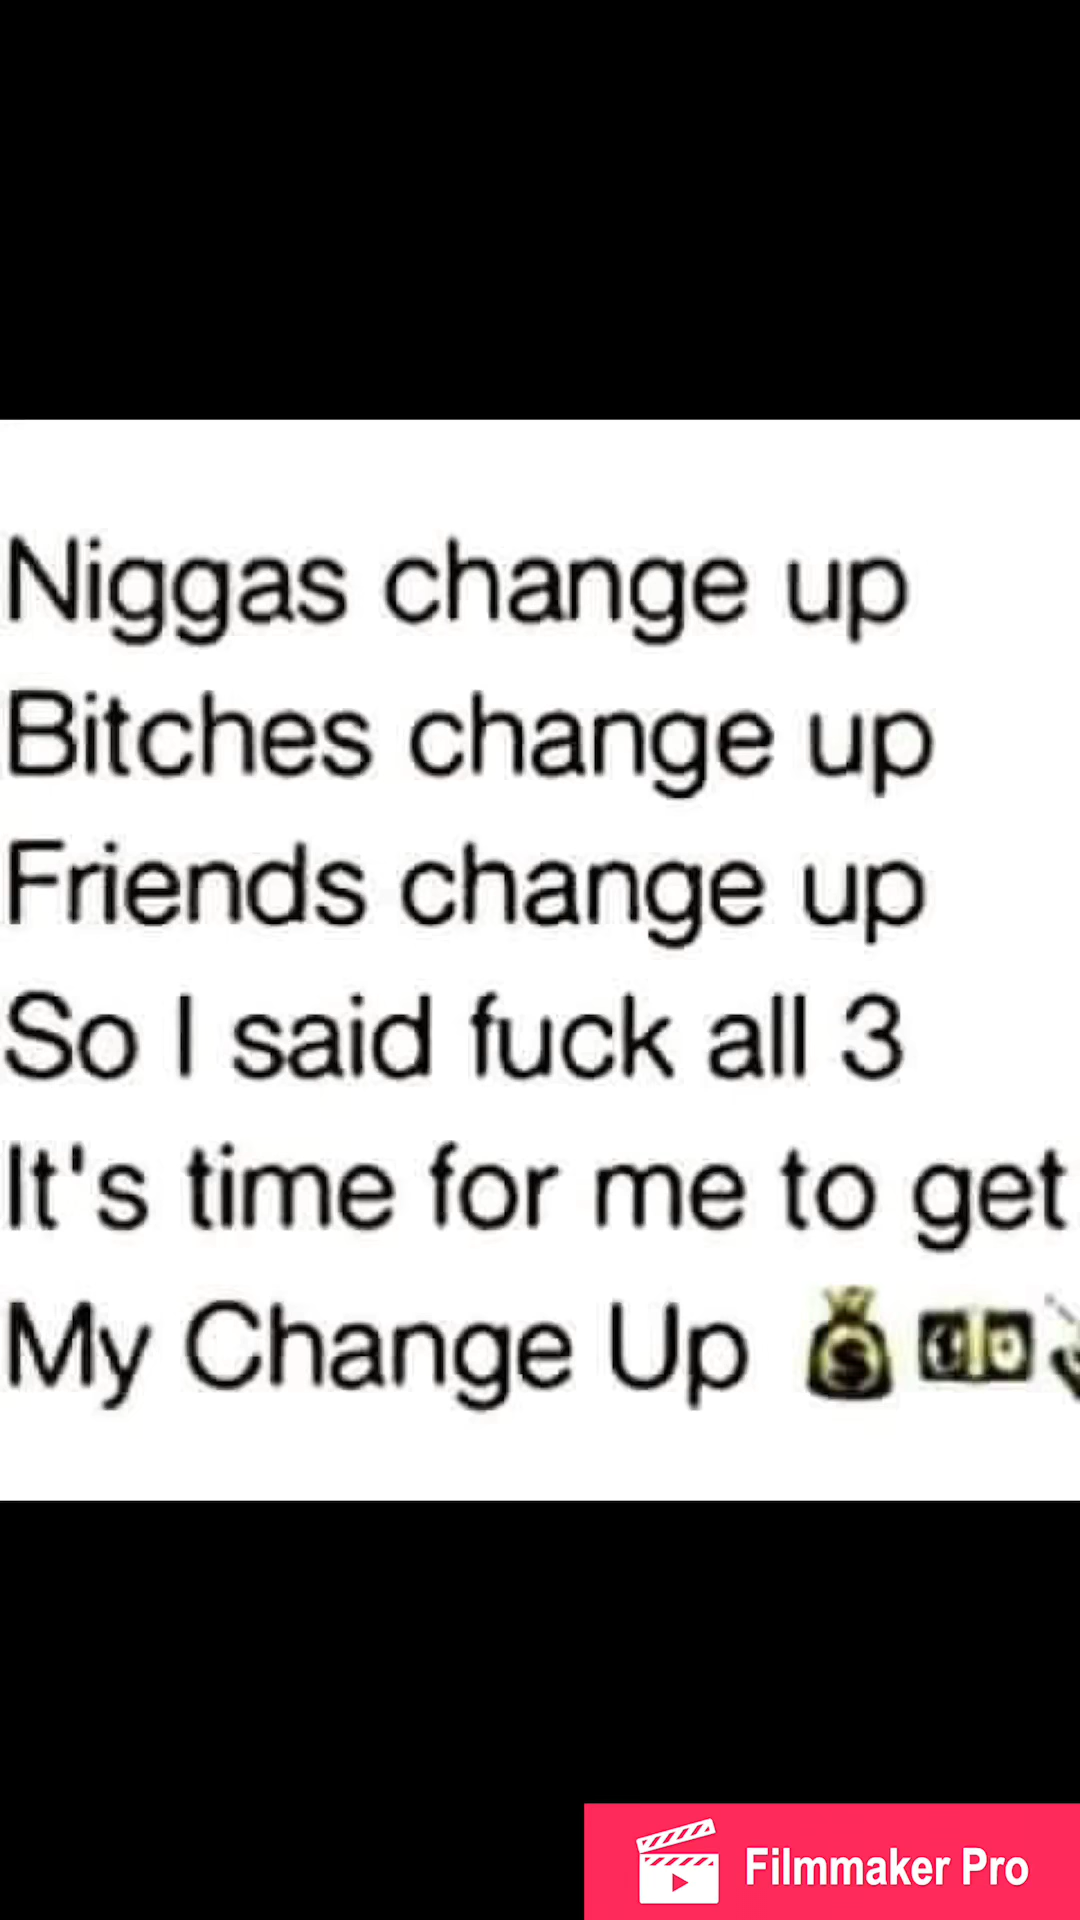 Niggas change up
Bitches change up
Friends change up
So I said fuck all 3
It's time for me to get
My Change Up 💰💵
Filmmaker Pro